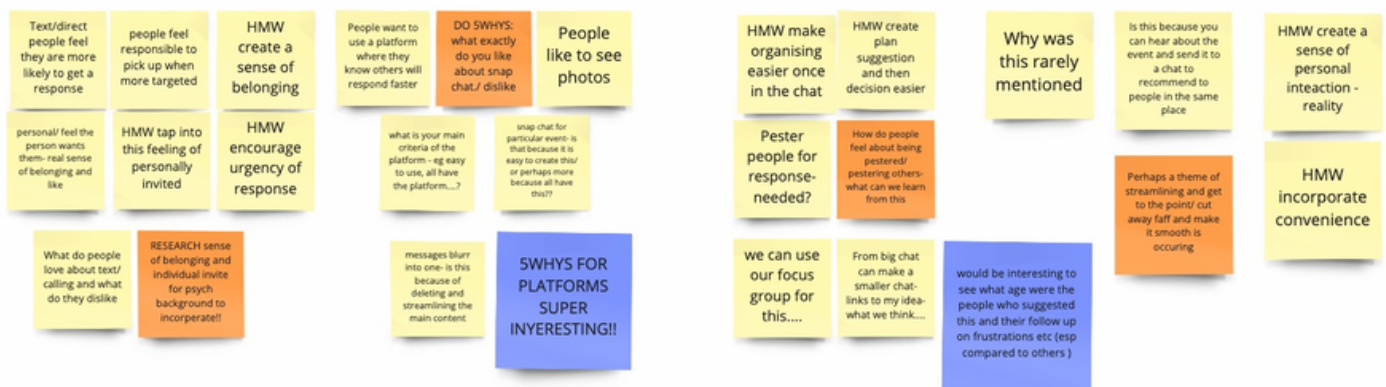 Text/direct
people feel
they are more
likely to get a
response
people feel
responsible to
pick up when
more targeted
HMW
create a
sense of
belonging
personal/ feel the
person wants
them- real sense
of belonging and
like
HMW tap into
this feeling of
personally
invited
HMW
encourage
urgency of
response
What do people
love about text/
calling and what
do they dislike
RESEARCH sense
of belonging and
individual invite
for psych
background to
incorperate!!
People want to
use a platform
where they
know others will
respond faster
DO 5WHYS:
what exactly
do you like
about snap
chat./ dislike
People
like to see
photos
what is your main
criteria of the
platform - eg easy
to use, all have
the platform....?
snap chat for
particular event- is
that because it is
easy to create this/
or perhaps more
because all have
this??
messages blurr
into one- is this
because of
deleting and
streamlining the
main content
5WHYS FOR
PLATFORMS
SUPER
INYERESTING!!
HMW make
organising
easier once
in the chat
HMW create
plan
suggestion
and then
decision easier
Pester
people for
response-
needed?
How do people
feel about being
pestered/
pestering others-
what can we learn
from this
we can use
our focus
group for
this....
From big chat
can make a
smaller chat-
links to my idea-
what we think....
would be interesting to
see what age were the
people who suggested
this and their follow up
on frustrations etc (esp
compared to others )
Why was
this rarely
mentioned
Is this because you
can hear about the
event and send it to
a chat to
recommend to
people in the same
place
Perhaps a theme of
streamlining and get
to the point/ cut
away faff and make
it smooth is
occuring
HMW create a
sense of
personal
inteaction -
reality
HMW
incorporate
convenience